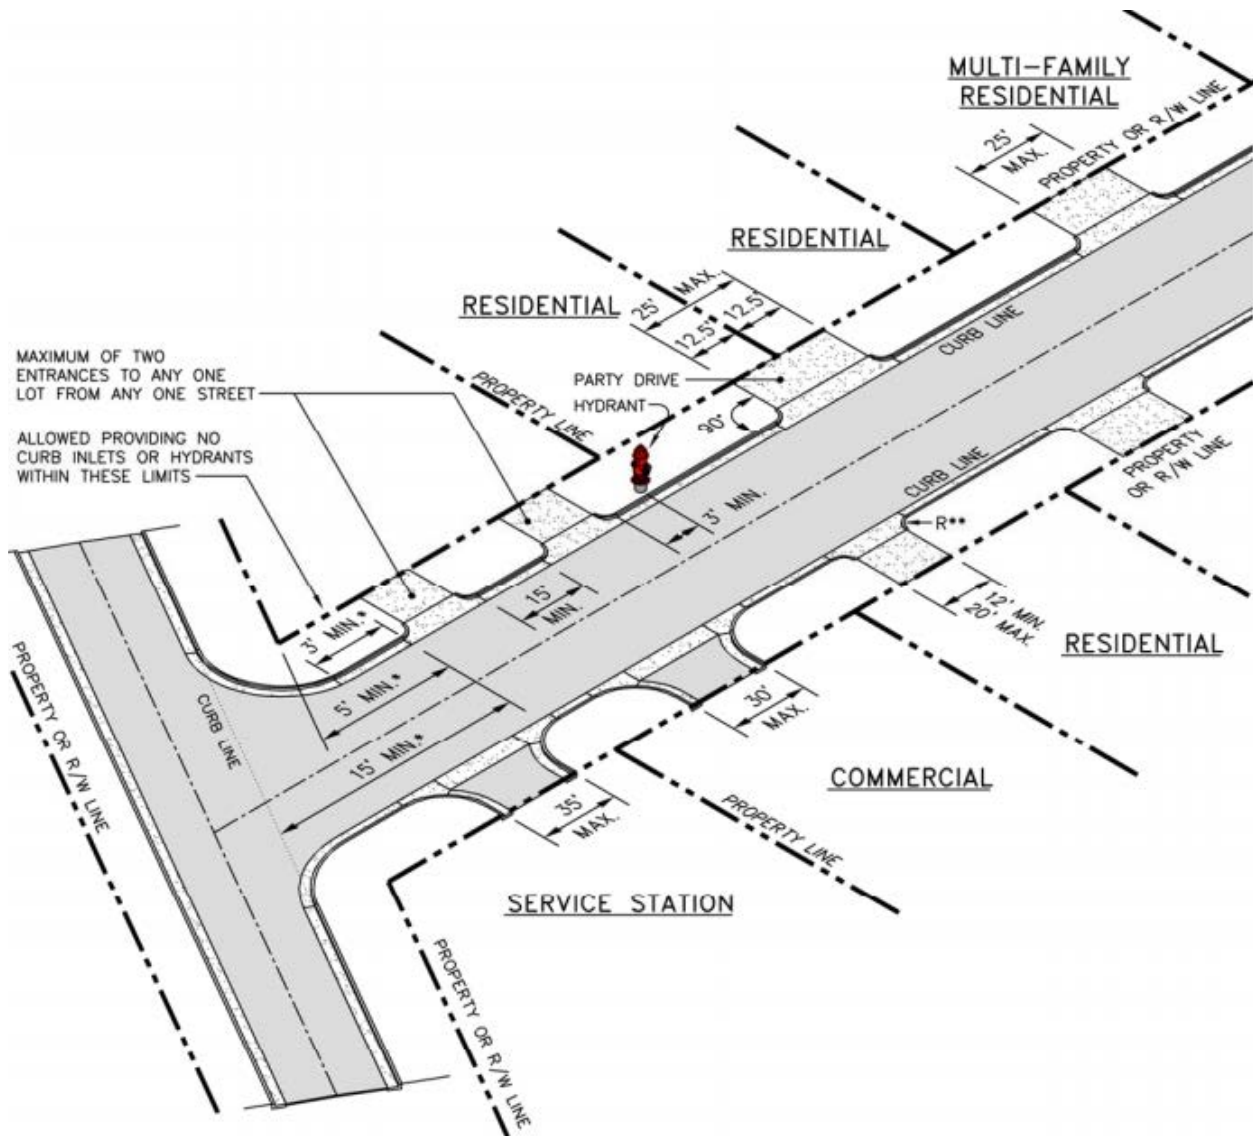 MULTI-FAMILY
RESIDENTIAL
25'
MAX.
PROPERTY OR R/W LINE
RESIDENTIAL
25'
MAX.
12.5'
12.5'
RESIDENTIAL
CURB LINE
MAXIMUM OF TWO
ENTRANCES TO ANY ONE
LOT FROM ANY ONE STREET
PROPERTY LINE
PARTY DRIVE
HYDRANT
90°
ALLOWED PROVIDING NO
CURB INLETS OR HYDRANTS
WITHIN THESE LIMITS
3' MIN.
CURB LINE
PROPERTY
OR R/W LINE
R**
15'
MIN.
3' MIN.*
12' MIN.
20' MAX.
RESIDENTIAL
5' MIN.*
15' MIN.*
30'
MAX.
CURB LINE
PROPERTY OR R/W LINE
COMMERCIAL
35'
MAX.
PROPERTY LINE
SERVICE STATION
PROPERTY OR R/W LINE